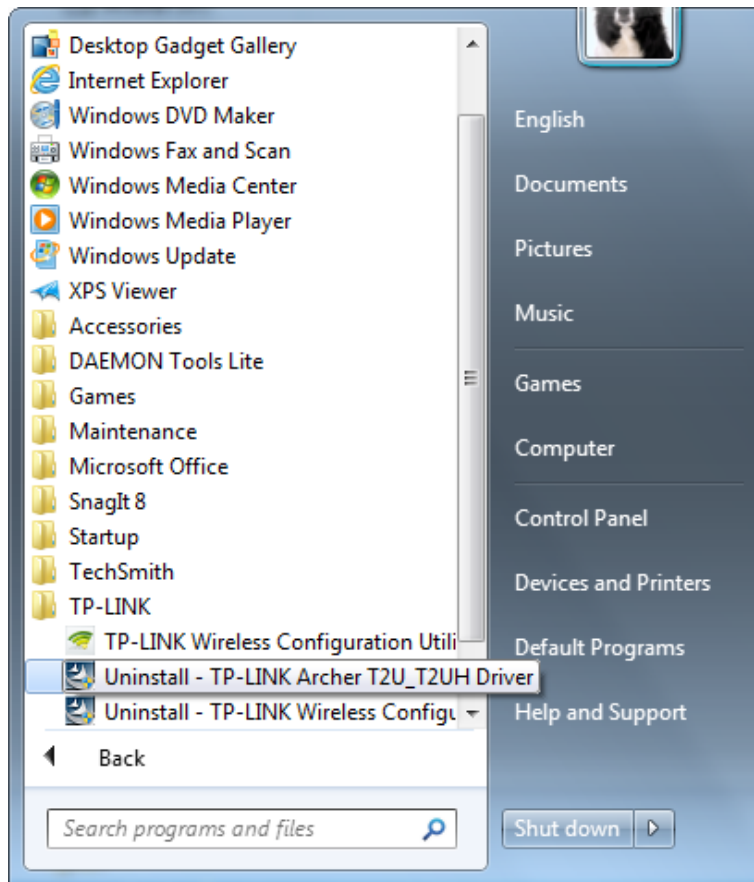 Desktop Gadget Gallery
Internet Explorer
Windows DVD Maker
Windows Fax and Scan
Windows Media Center
Windows Media Player
Windows Update
XPS Viewer
Accessories
DAEMON Tools Lite
Games
Maintenance
Microsoft Office
SnagIt 8
Startup
TechSmith
TP-LINK
TP-LINK Wireless Configuration Utili
Uninstall - TP-LINK Archer T2U_T2UH Driver
Uninstall - TP-LINK Wireless Configu
Back
Search programs and files
English
Documents
Pictures
Music
Games
Computer
Control Panel
Devices and Printers
Default Programs
Help and Support
Shut down